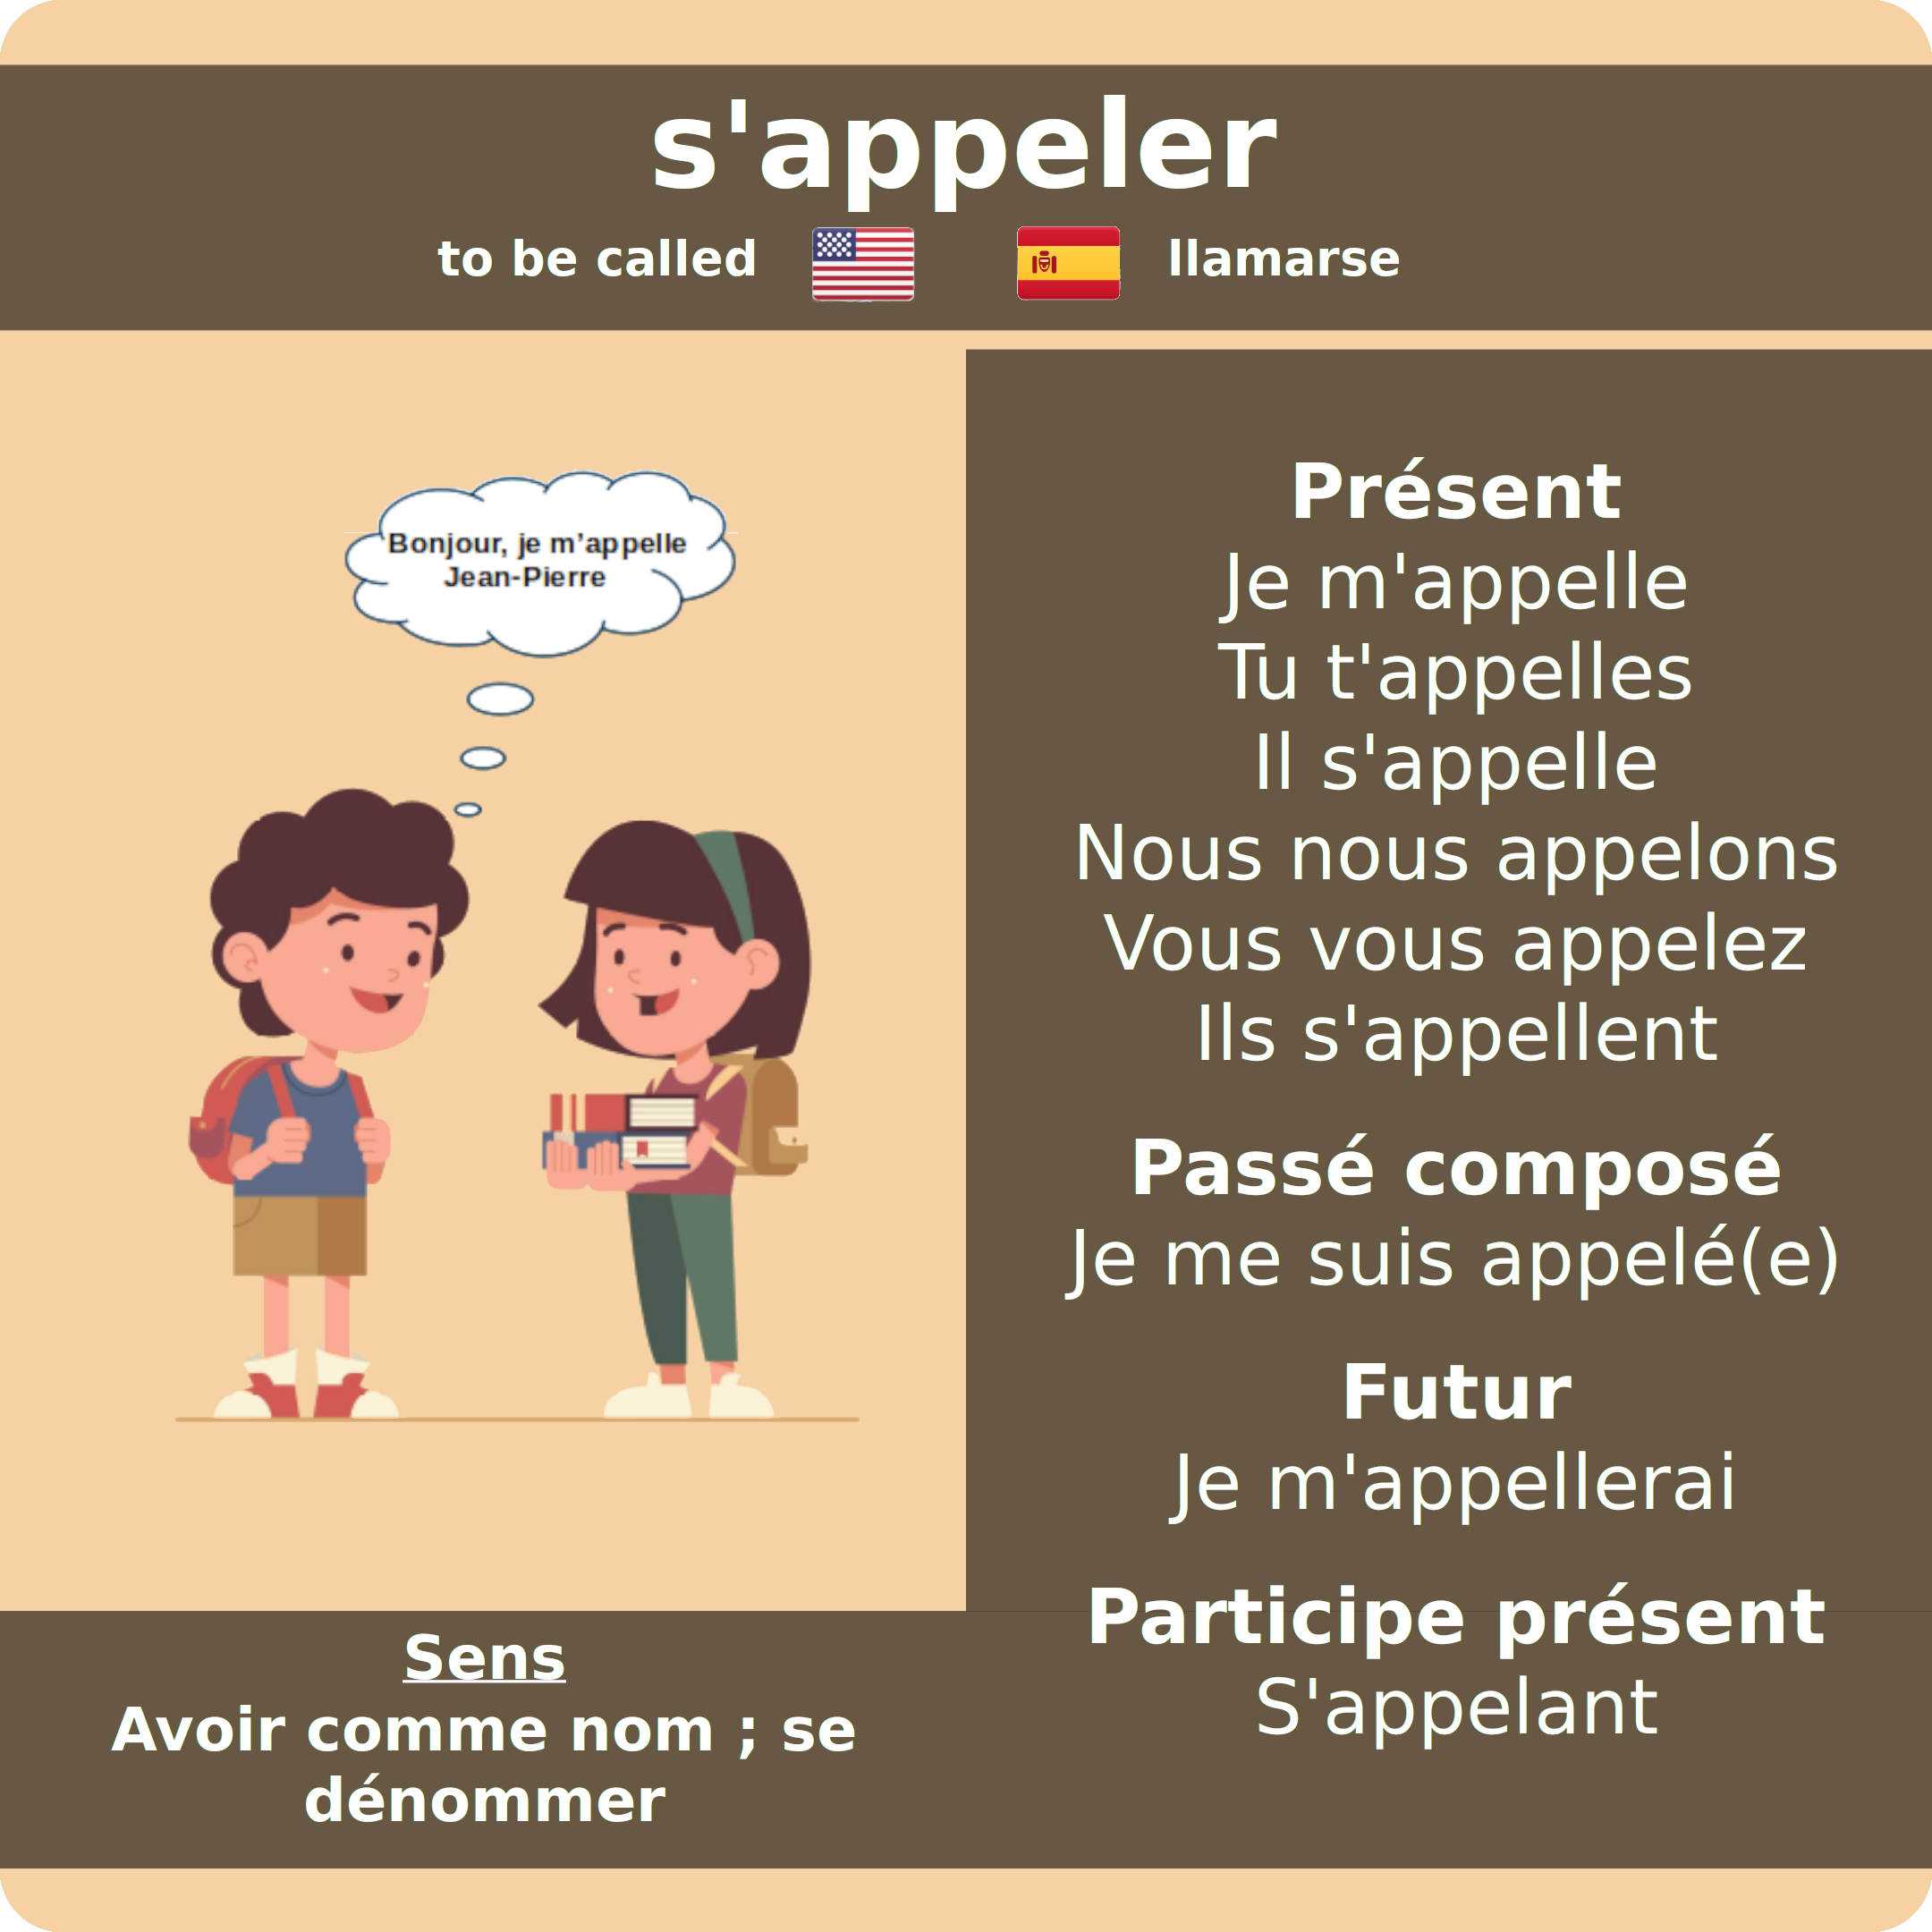 s'appeler
to be called
llamarse
Bonjour, je m’appelle
Jean-Pierre
Présent
Je m'appelle
Tu t'appelles
Il s'appelle
Nous nous appelons
Vous vous appelez
Ils s'appellent
Passé composé
Je me suis appelé(e)
Futur
Je m'appellerai
Participe présent
S'appelant
Sens
Avoir comme nom ; se
dénommer